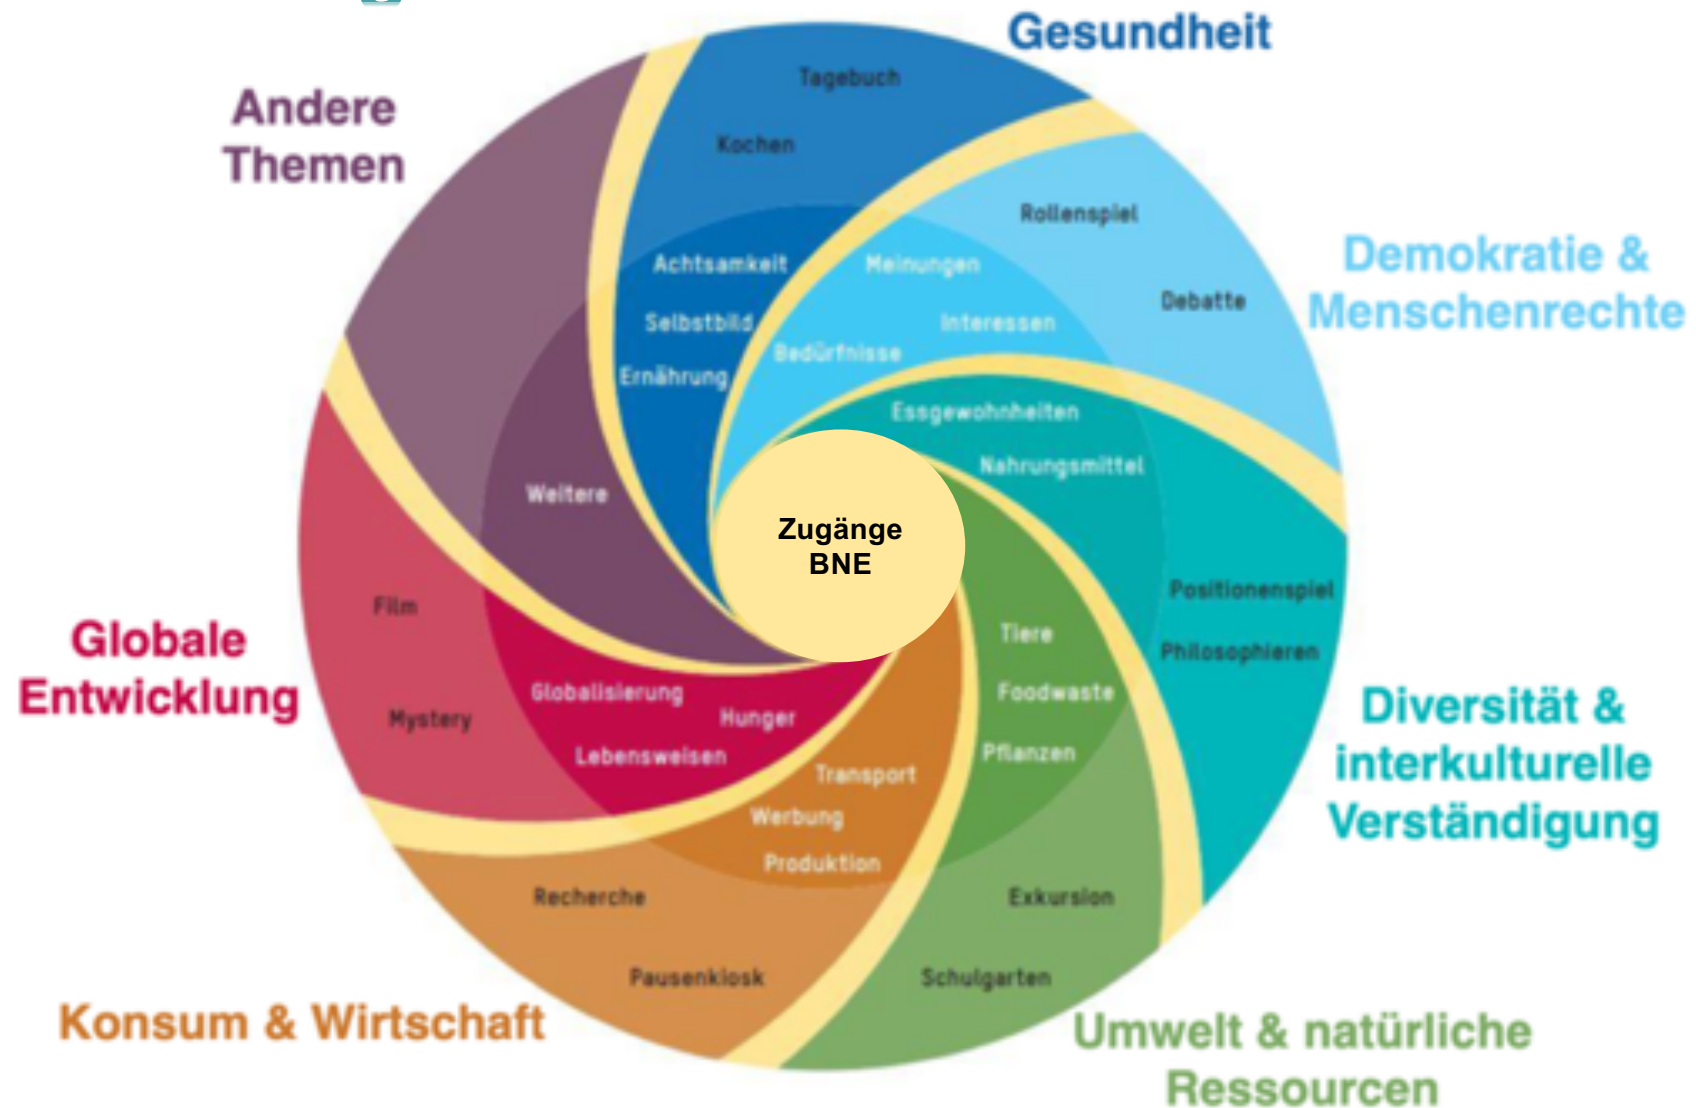 Gesundheit
Tagebuch
Kochen
Achtsamkeit
Selbstbild
Ernährung
Demokratie &
Menschenrechte
Rollenspiel
Debatte
Meinungen
Interessen
Bedürfnisse
Diversität &
interkulturelle
Verständigung
Essgewohnheiten
Nahrungsmittel
Positionenspiel
Philosophieren
Umwelt & natürliche
Ressourcen
Tiere
Foodwaste
Pflanzen
Exkursion
Schulgarten
Konsum & Wirtschaft
Transport
Werbung
Produktion
Recherche
Pausenkiosk
Globale
Entwicklung
Film
Mystery
Globalisierung
Hunger
Lebensweisen
Andere
Themen
Weitere
Zugänge
BNE